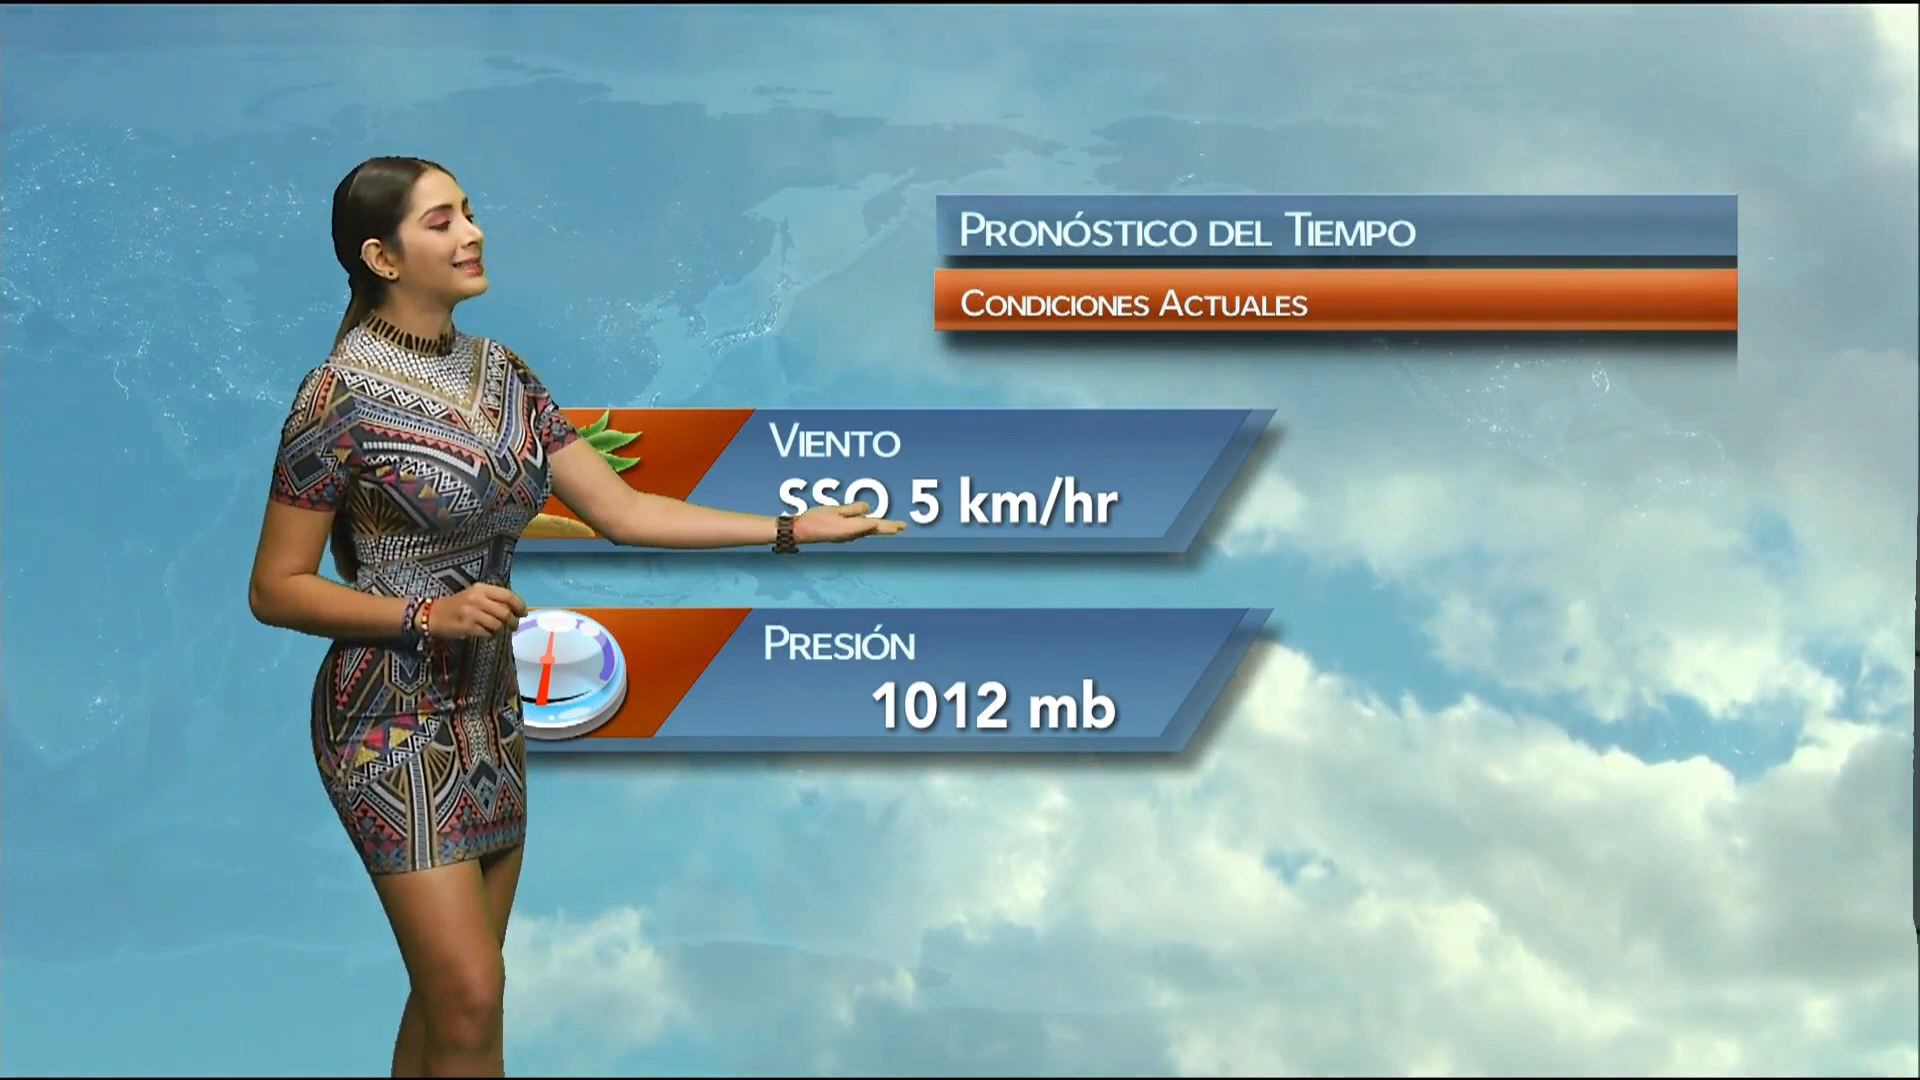 Pronóstico del Tiempo
Condiciones Actuales
Viento
SSO 5 km/hr
Presión
1012 mb